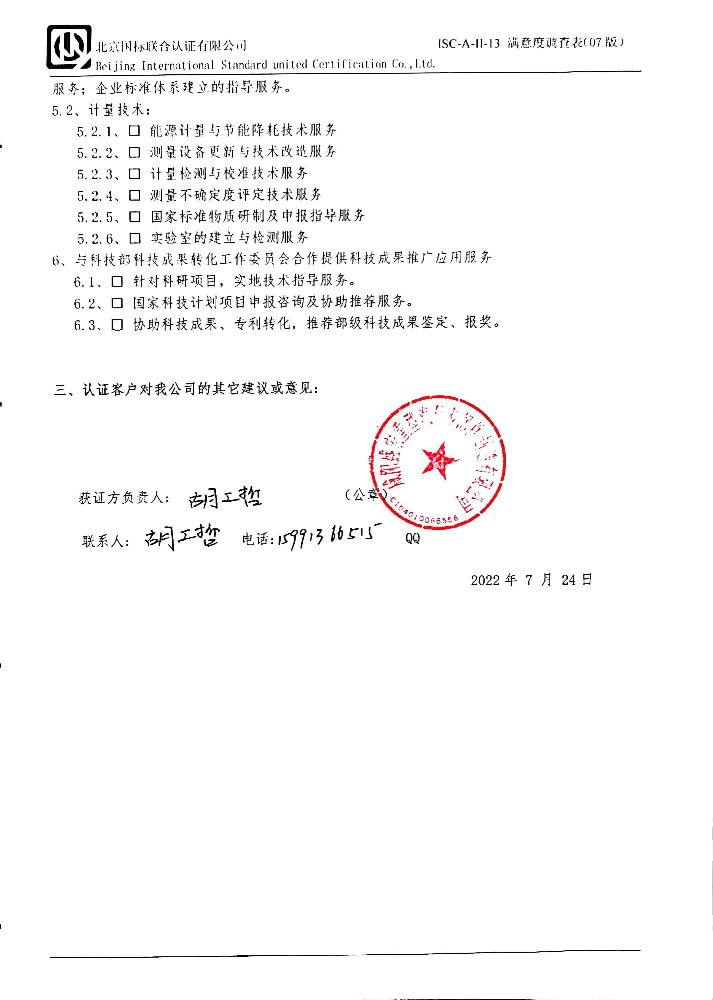 北京国标联合认证有限公司
ISC-A-II-13 满意度调查表(07版)
Beijing International Standard united Certification Co.,Ltd.
服务；企业标准体系建立的指导服务。
5.2、计量技术：
5.2.1、□ 能源计量与节能降耗技术服务
5.2.2、□ 测量设备更新与技术改造服务
5.2.3、□ 计量检测与校准技术服务
5.2.4、□ 测量不确定度评定技术服务
5.2.5、□ 国家标准物质研制及申报指导服务
5.2.6、□ 实验室的建立与检测服务
6、与科技部科技成果转化工作委员会合作提供科技成果推广应用服务
6.1、□ 针对科研项目，实地技术指导服务。
6.2、□ 国家科技计划项目申报咨询及协助推荐服务。
6.3、□ 协助科技成果、专利转化，推荐部级科技成果鉴定、报奖。
三、认证客户对我公司的其它建议或意见：
获证方负责人： 胡工哲 （公章）
6104010066558
联系人： 胡工哲 电话：15991366515 QQ
2022 年 7 月 24 日